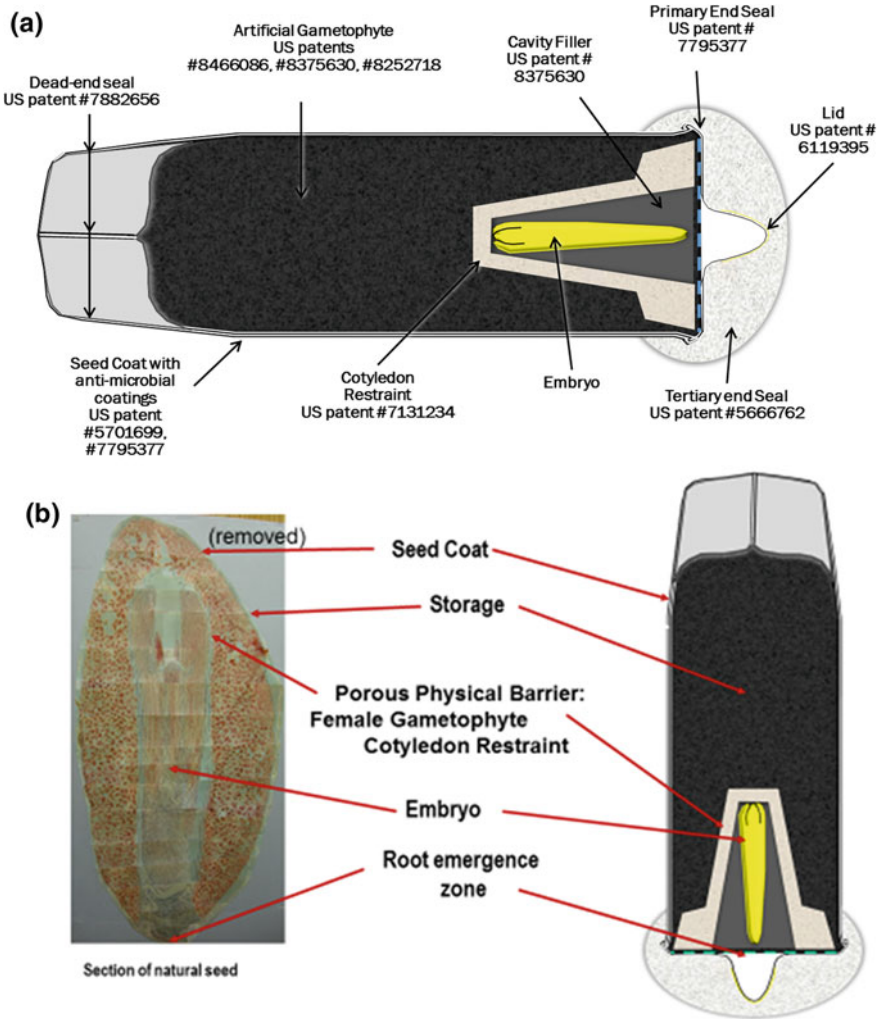 (a)
Artificial Gametophyte
US patents
#8466086, #8375630, #8252718
Primary End Seal
US patent #
7795377
Cavity Filler
US patent #
8375630
Dead-end seal
US patent #7882656
Lid
US patent #
6119395
Seed Coat with
anti-microbial
coatings
US patent
#5701699,
#7795377
Cotyledon
Restraint
US patent #7131234
Embryo
Tertiary end Seal
US patent #5666762
(b)
(removed)
Seed Coat
Storage
Porous Physical Barrier:
Female Gametophyte
Cotyledon Restraint
Embryo
Root emergence
zone
Section of natural seed